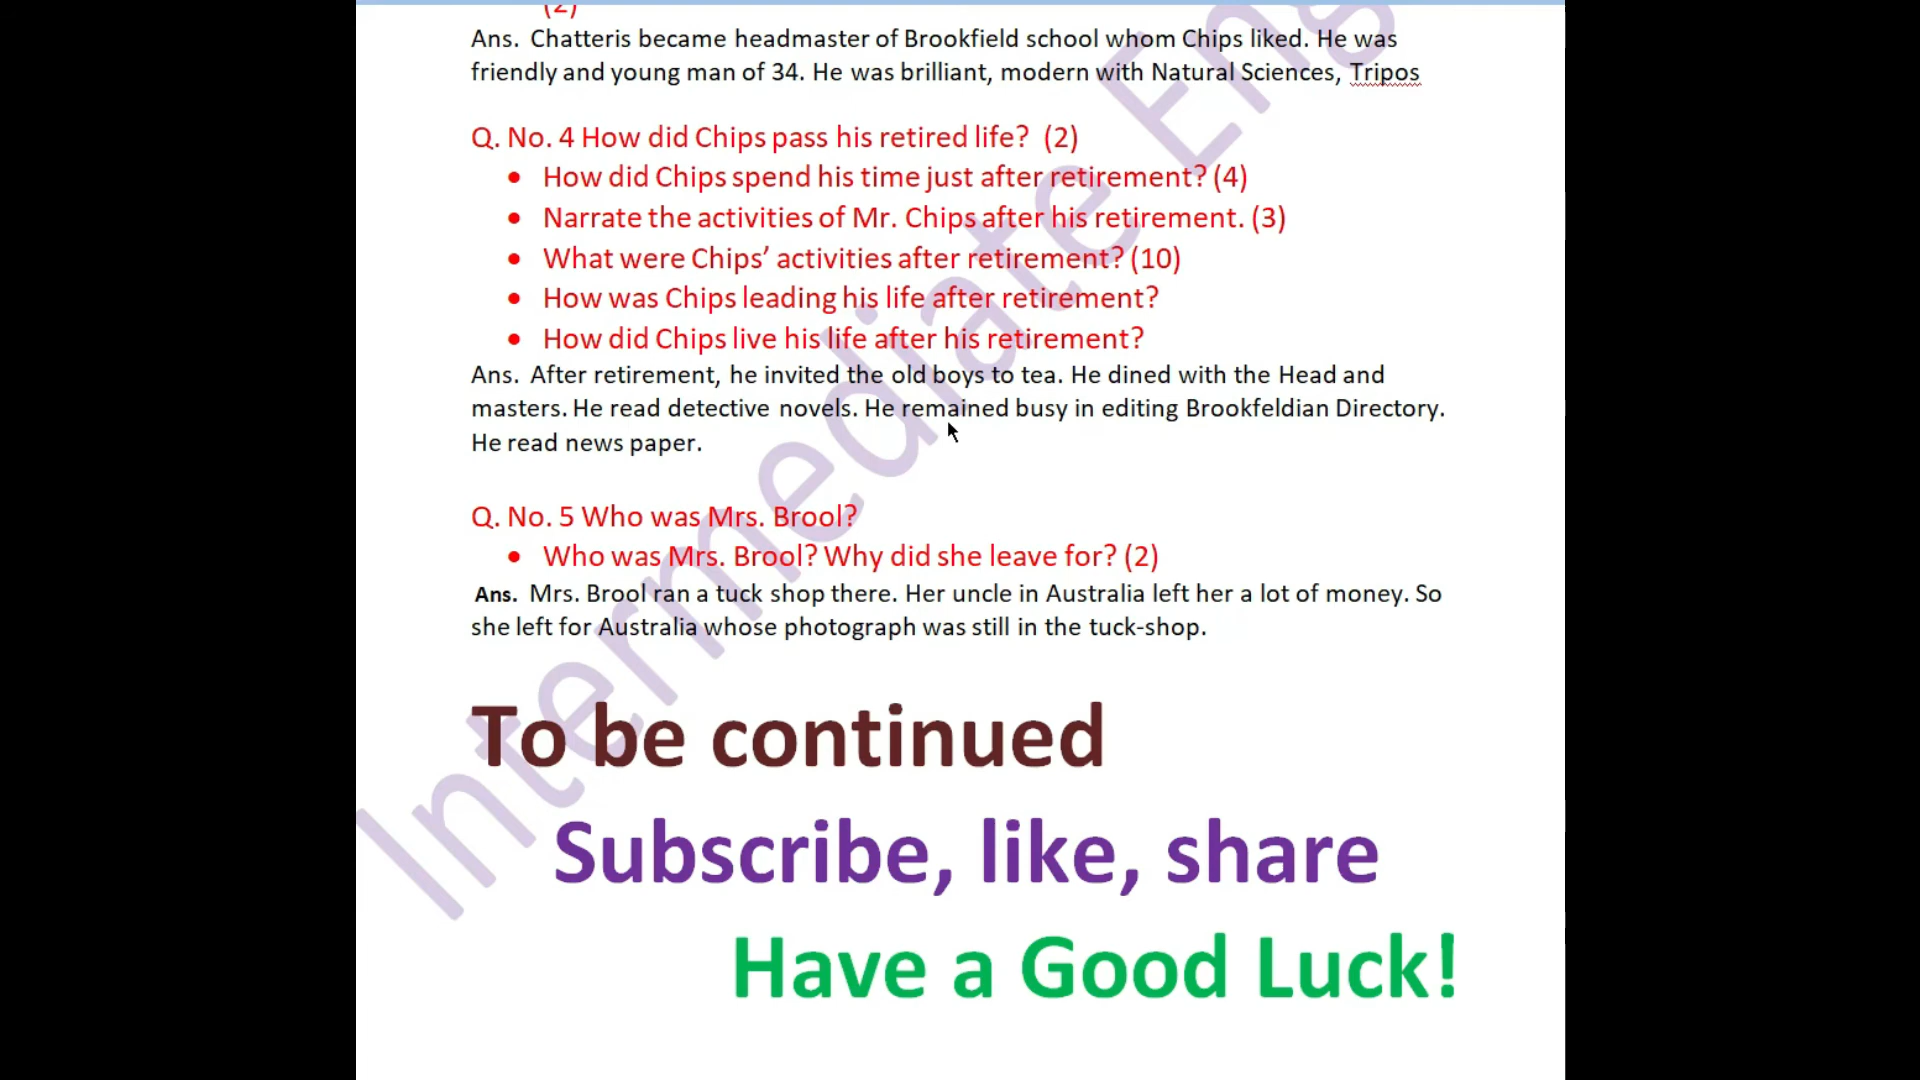 (2)
Ans. Chatteris became headmaster of Brookfield school whom Chips liked. He was
friendly and young man of 34. He was brilliant, modern with Natural Sciences, Tripos
Q. No. 4 How did Chips pass his retired life? (2)
• How did Chips spend his time just after retirement? (4)
• Narrate the activities of Mr. Chips after his retirement. (3)
• What were Chips’ activities after retirement? (10)
• How was Chips leading his life after retirement?
• How did Chips live his life after his retirement?
Ans. After retirement, he invited the old boys to tea. He dined with the Head and
masters. He read detective novels. He remained busy in editing Brookfeldian Directory.
He read news paper.
Q. No. 5 Who was Mrs. Brool?
• Who was Mrs. Brool? Why did she leave for? (2)
Ans. Mrs. Brool ran a tuck shop there. Her uncle in Australia left her a lot of money. So
she left for Australia whose photograph was still in the tuck-shop.
To be continued
Subscribe, like, share
Have a Good Luck!
Intermediate Eng